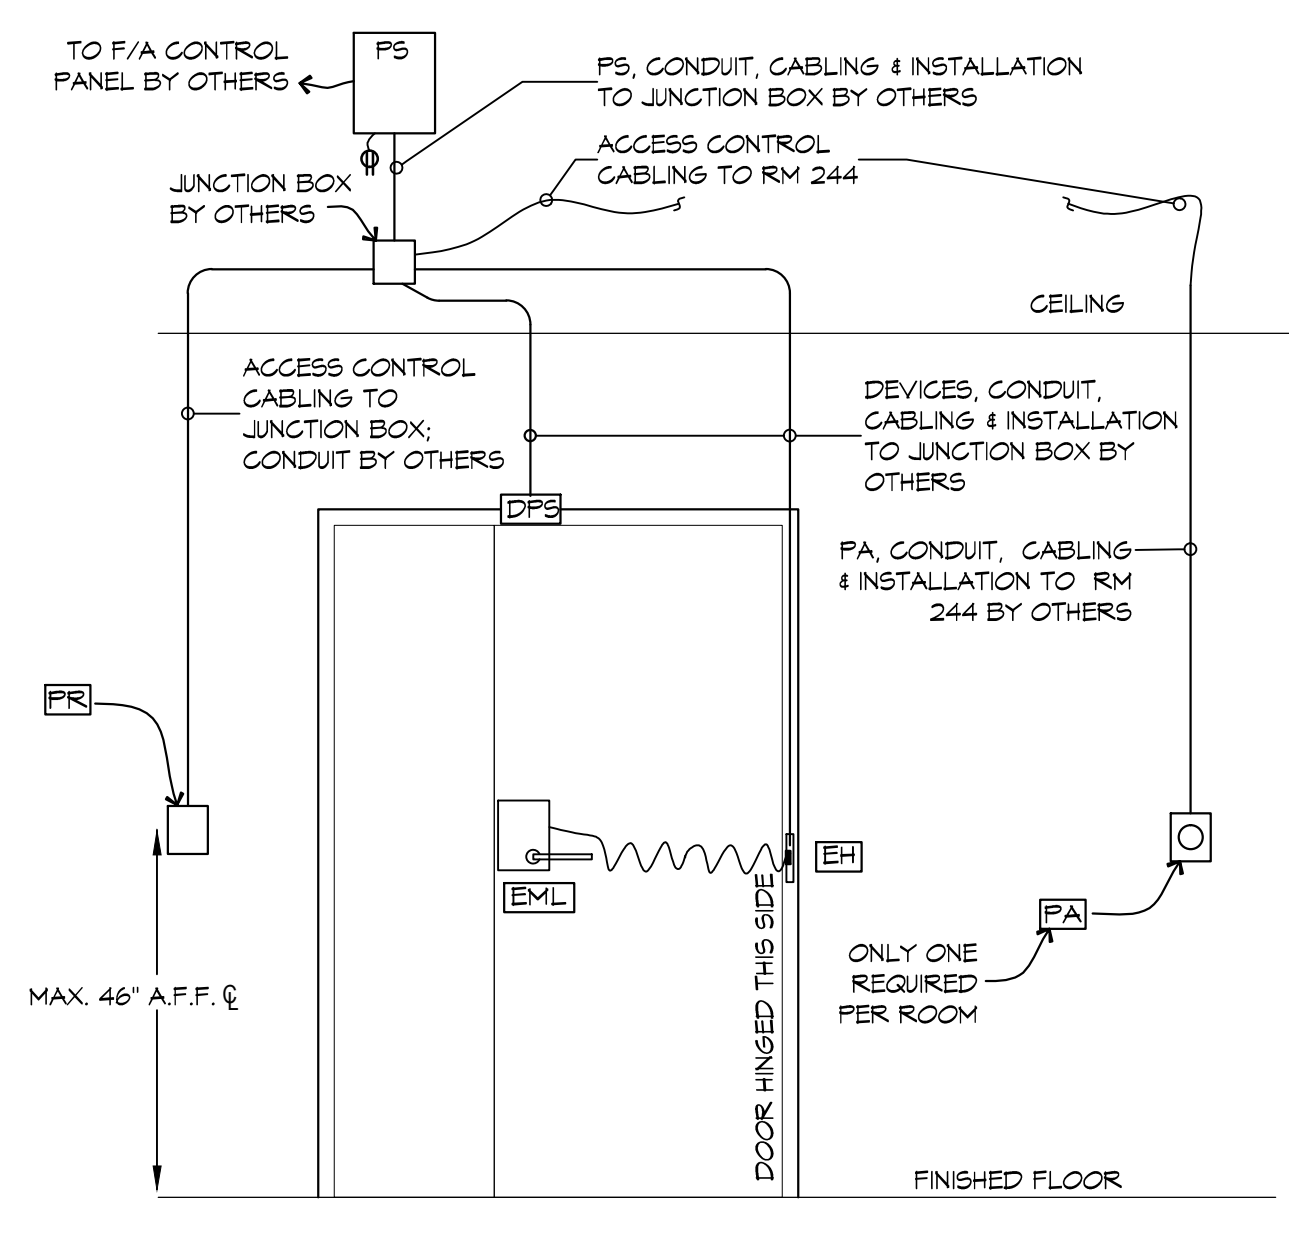 TO F/A CONTROL
PANEL BY OTHERS
PS
PS, CONDUIT, CABLING & INSTALLATION
TO JUNCTION BOX BY OTHERS
ACCESS CONTROL
CABLING TO RM 244
JUNCTION BOX
BY OTHERS
CEILING
ACCESS CONTROL
CABLING TO
JUNCTION BOX;
CONDUIT BY OTHERS
DEVICES, CONDUIT,
CABLING & INSTALLATION
TO JUNCTION BOX BY
OTHERS
DPS
PA, CONDUIT, CABLING
& INSTALLATION TO RM
244 BY OTHERS
PR
EH
EML
PA
DOOR HINGED THIS SIDE
ONLY ONE
REQUIRED
PER ROOM
MAX. 46" A.F.F. ℄
FINISHED FLOOR